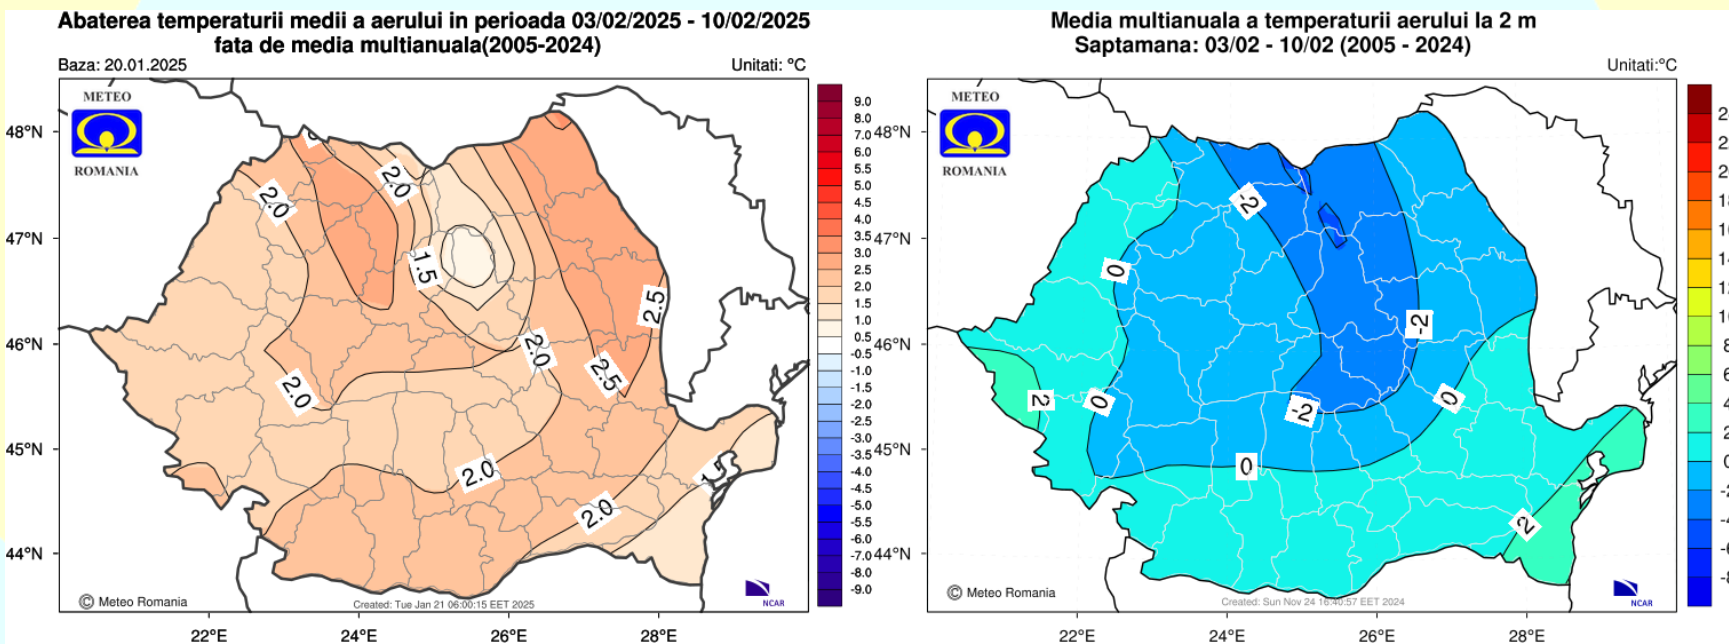 Abaterea temperaturii medii a aerului in perioada 03/02/2025 - 10/02/2025
fata de media multianuala(2005-2024)
Baza: 20.01.2025
Unitati: °C
METEO
ROMANIA
48°N
47°N
46°N
45°N
44°N
2.0
2.0
1.5
2.5
2.0
2.5
2.0
2.0
2.0
1.5
9.0
8.0
7.0
6.0
5.5
5.0
4.5
4.0
3.5
3.0
2.5
2.0
1.5
1.0
0.5
-0.5
-1.0
-1.5
-2.0
-2.5
-3.0
-3.5
-4.0
-4.5
-5.0
-5.5
-6.0
-7.0
-8.0
-9.0
© Meteo Romania
Created: Tue Jan 21 06:00:15 EET 2025
NCAR
22°E
24°E
26°E
28°E
Media multianuala a temperaturii aerului la 2 m
Saptamana: 03/02 - 10/02 (2005 - 2024)
Unitati:°C
METEO
ROMANIA
48°N
47°N
46°N
45°N
44°N
-2
0
-2
2
0
-2
0
0
2
8
6
4
2
0
-2
© Meteo Romania
Created: Sun Nov 24 16:40:57 EET 2024
NCAR
22°E
24°E
26°E
28°E